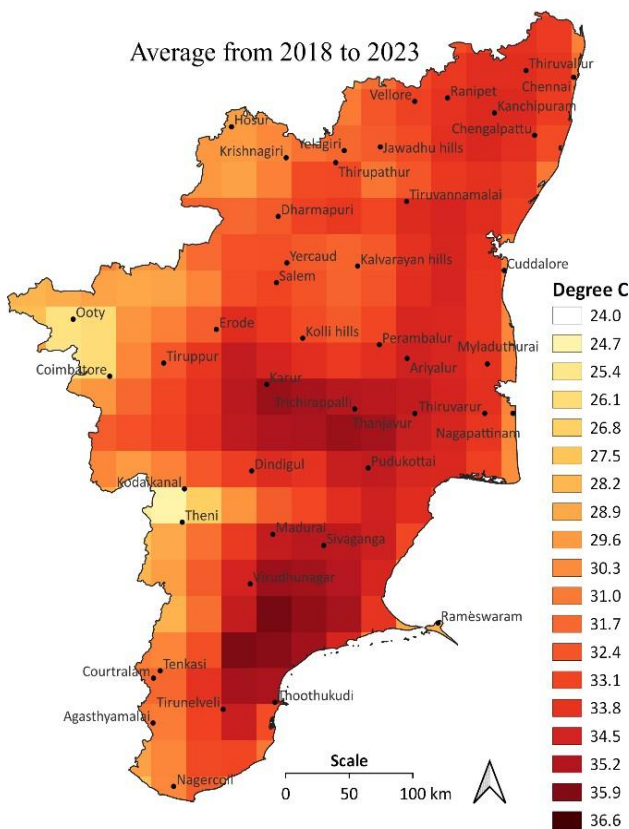 Average from 2018 to 2023
Thiruvallur
Chennai
Vellore
Ranipet
Kanchipuram
Hosur
Chengalpattu
Krishnagiri
Yelagiri
Jawadhu hills
Thirupathur
Tiruvannamalai
Dharmapuri
Yercaud
Kalvarayan hills
Cuddalore
Salem
Degree C
Ooty
Erode
Kolli hills
Perambalur
Myladuthurai
Coimbatore
Tiruppur
Ariyalur
Karur
Trichirappalli
Thiruvarur
Thanjavur
Nagapattinam
Dindigul
Pudukottai
Kodaikanal
Theni
Madurai
Sivaganga
Virudhunagar
Ramèswaram
Courtralam
Tenkasi
Tirunelveli
Thoothukudi
Agasthyamalai
Nagercoil
24.0
24.7
25.4
26.1
26.8
27.5
28.2
28.9
29.6
30.3
31.0
31.7
32.4
33.1
33.8
34.5
35.2
35.9
36.6
Scale
0 50 100 km